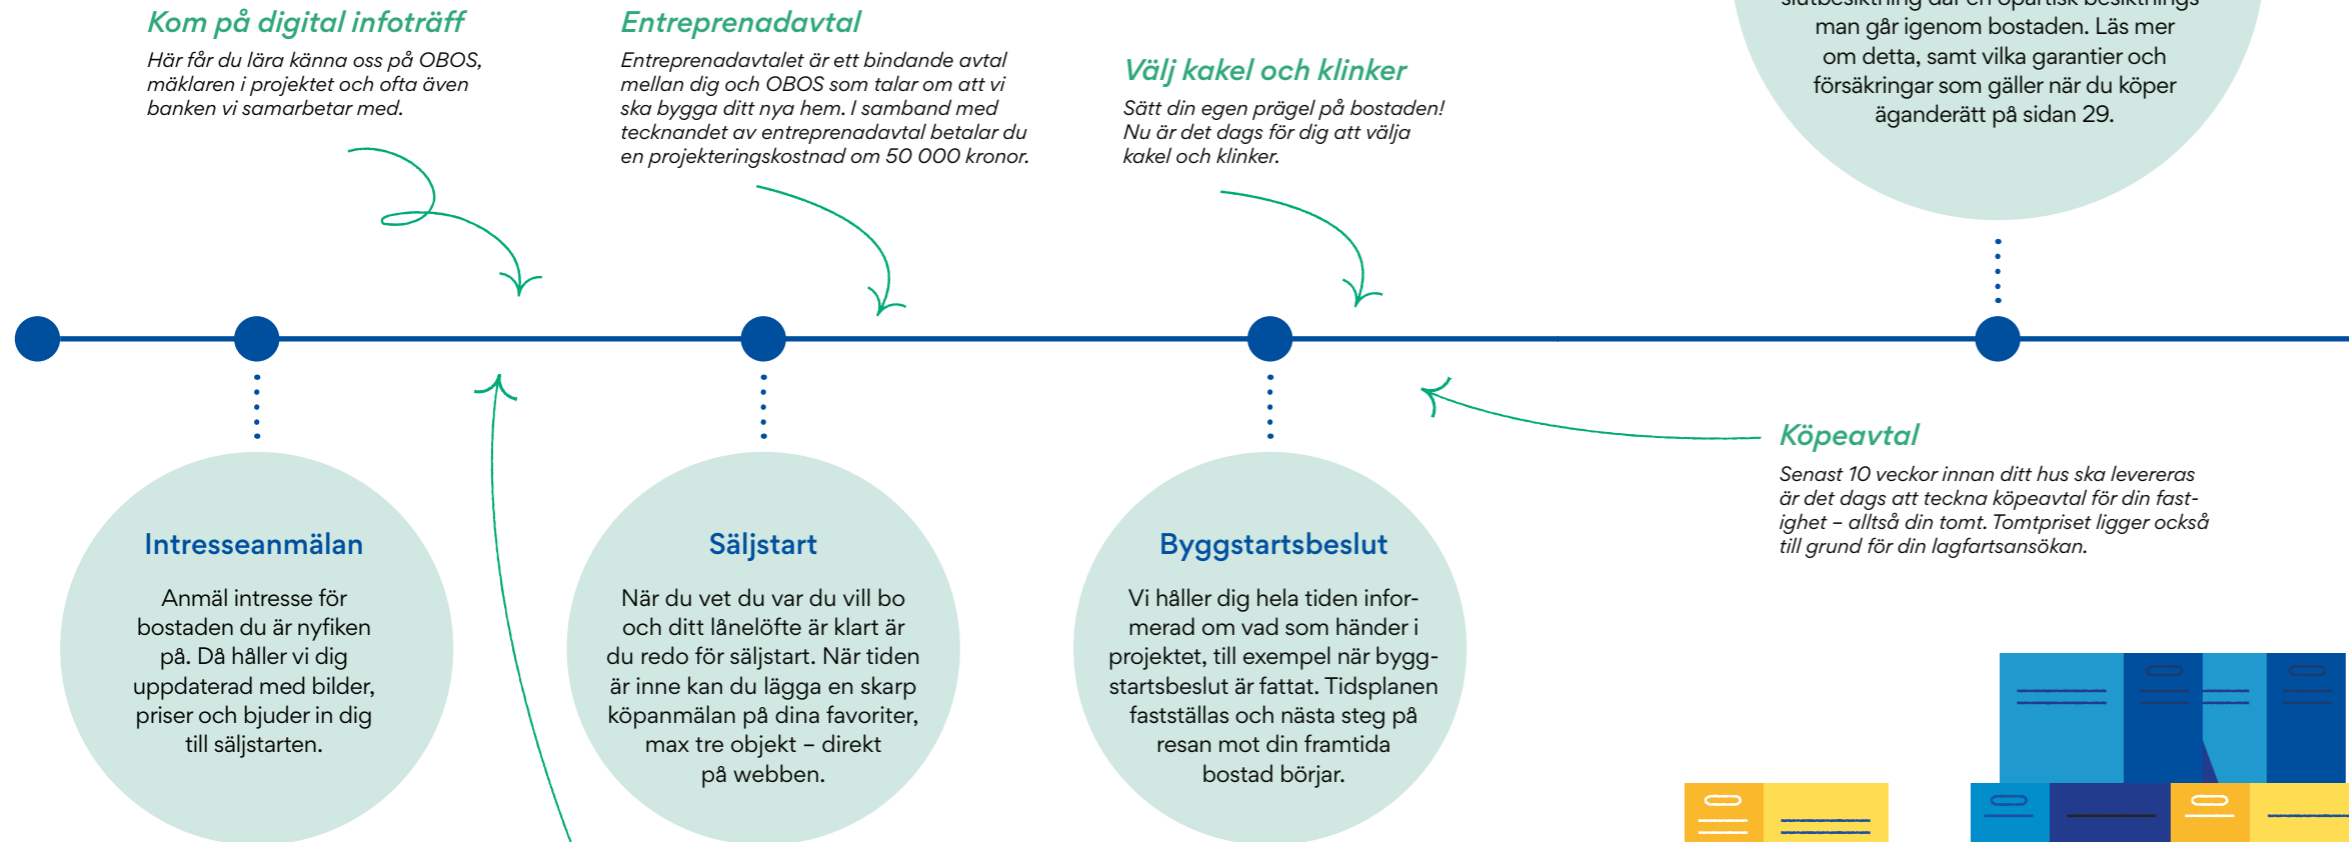 Kom på digital infoträff
Här får du lära känna oss på OBOS,
mäklaren i projektet och ofta även
banken vi samarbetar med.
Entreprenadavtal
Entreprenadavtalet är ett bindande avtal
mellan dig och OBOS som talar om att vi
ska bygga ditt nya hem. I samband med
tecknandet av entreprenadavtal betalar du
en projekteringskostnad om 50 000 kronor.
Välj kakel och klinker
Sätt din egen prägel på bostaden!
Nu är det dags för dig att välja
kakel och klinker.
slutbesiktning där en opartisk besiktnings-
man går igenom bostaden. Läs mer
om detta, samt vilka garantier och
försäkringar som gäller när du köper
äganderätt på sidan 29.
Intresseanmälan
Anmäl intresse för
bostaden du är nyfiken
på. Då håller vi dig
uppdaterad med bilder,
priser och bjuder in dig
till säljstarten.
Säljstart
När du vet du var du vill bo
och ditt lånelöfte är klart är
du redo för säljstart. När tiden
är inne kan du lägga en skarp
köpanmälan på dina favoriter,
max tre objekt – direkt
på webben.
Byggstartsbeslut
Vi håller dig hela tiden infor-
merad om vad som händer i
projektet, till exempel när bygg-
startsbeslut är fattat. Tidsplanen
fastställas och nästa steg på
resan mot din framtida
bostad börjar.
Köpeavtal
Senast 10 veckor innan ditt hus ska levereras
är det dags att teckna köpeavtal för din fast-
ighet – alltså din tomt. Tomtpriset ligger också
till grund för din lagfartsansökan.